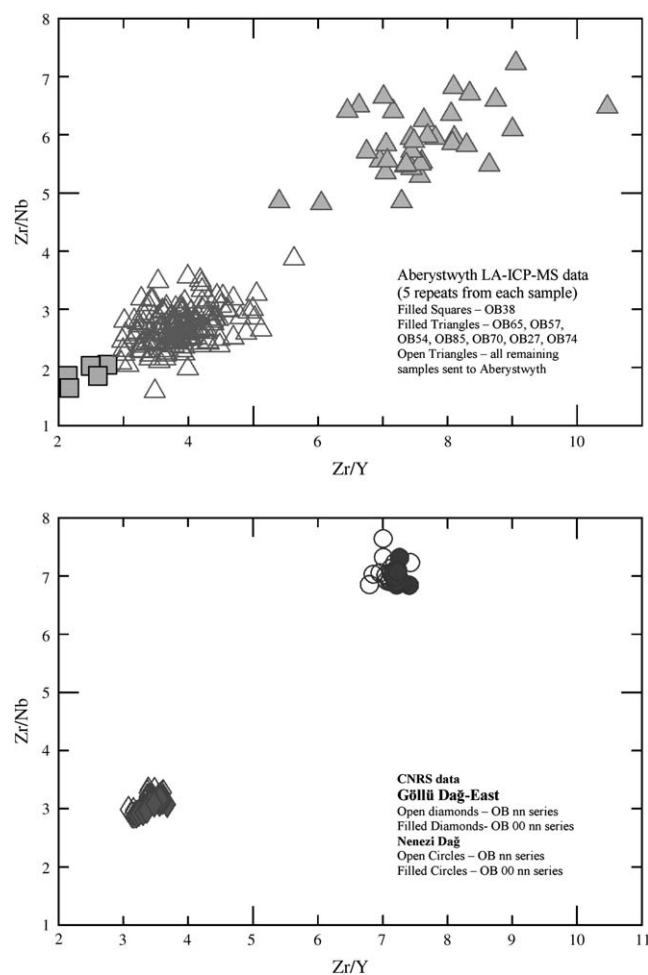 8
7
6
5
4
3
2
1
Zr/Nb
Aberystwyth LA-ICP-MS data
(5 repeats from each sample)
Filled Squares – OB38
Filled Triangles – OB65, OB57,
OB54, OB85, OB70, OB27, OB74
Open Triangles – all remaining
samples sent to Aberystwyth
2 4 6 8 10
Zr/Y
8
7
6
5
4
3
2
1
Zr/Nb
CNRS data
Göllü Dağ-East
Open diamonds – OB nn series
Filled Diamonds- OB 00 nn series
Nenezi Dağ
Open Circles – OB nn series
Filled Circles – OB 00 nn series
2 3 4 5 6 7 8 9 10 11
Zr/Y